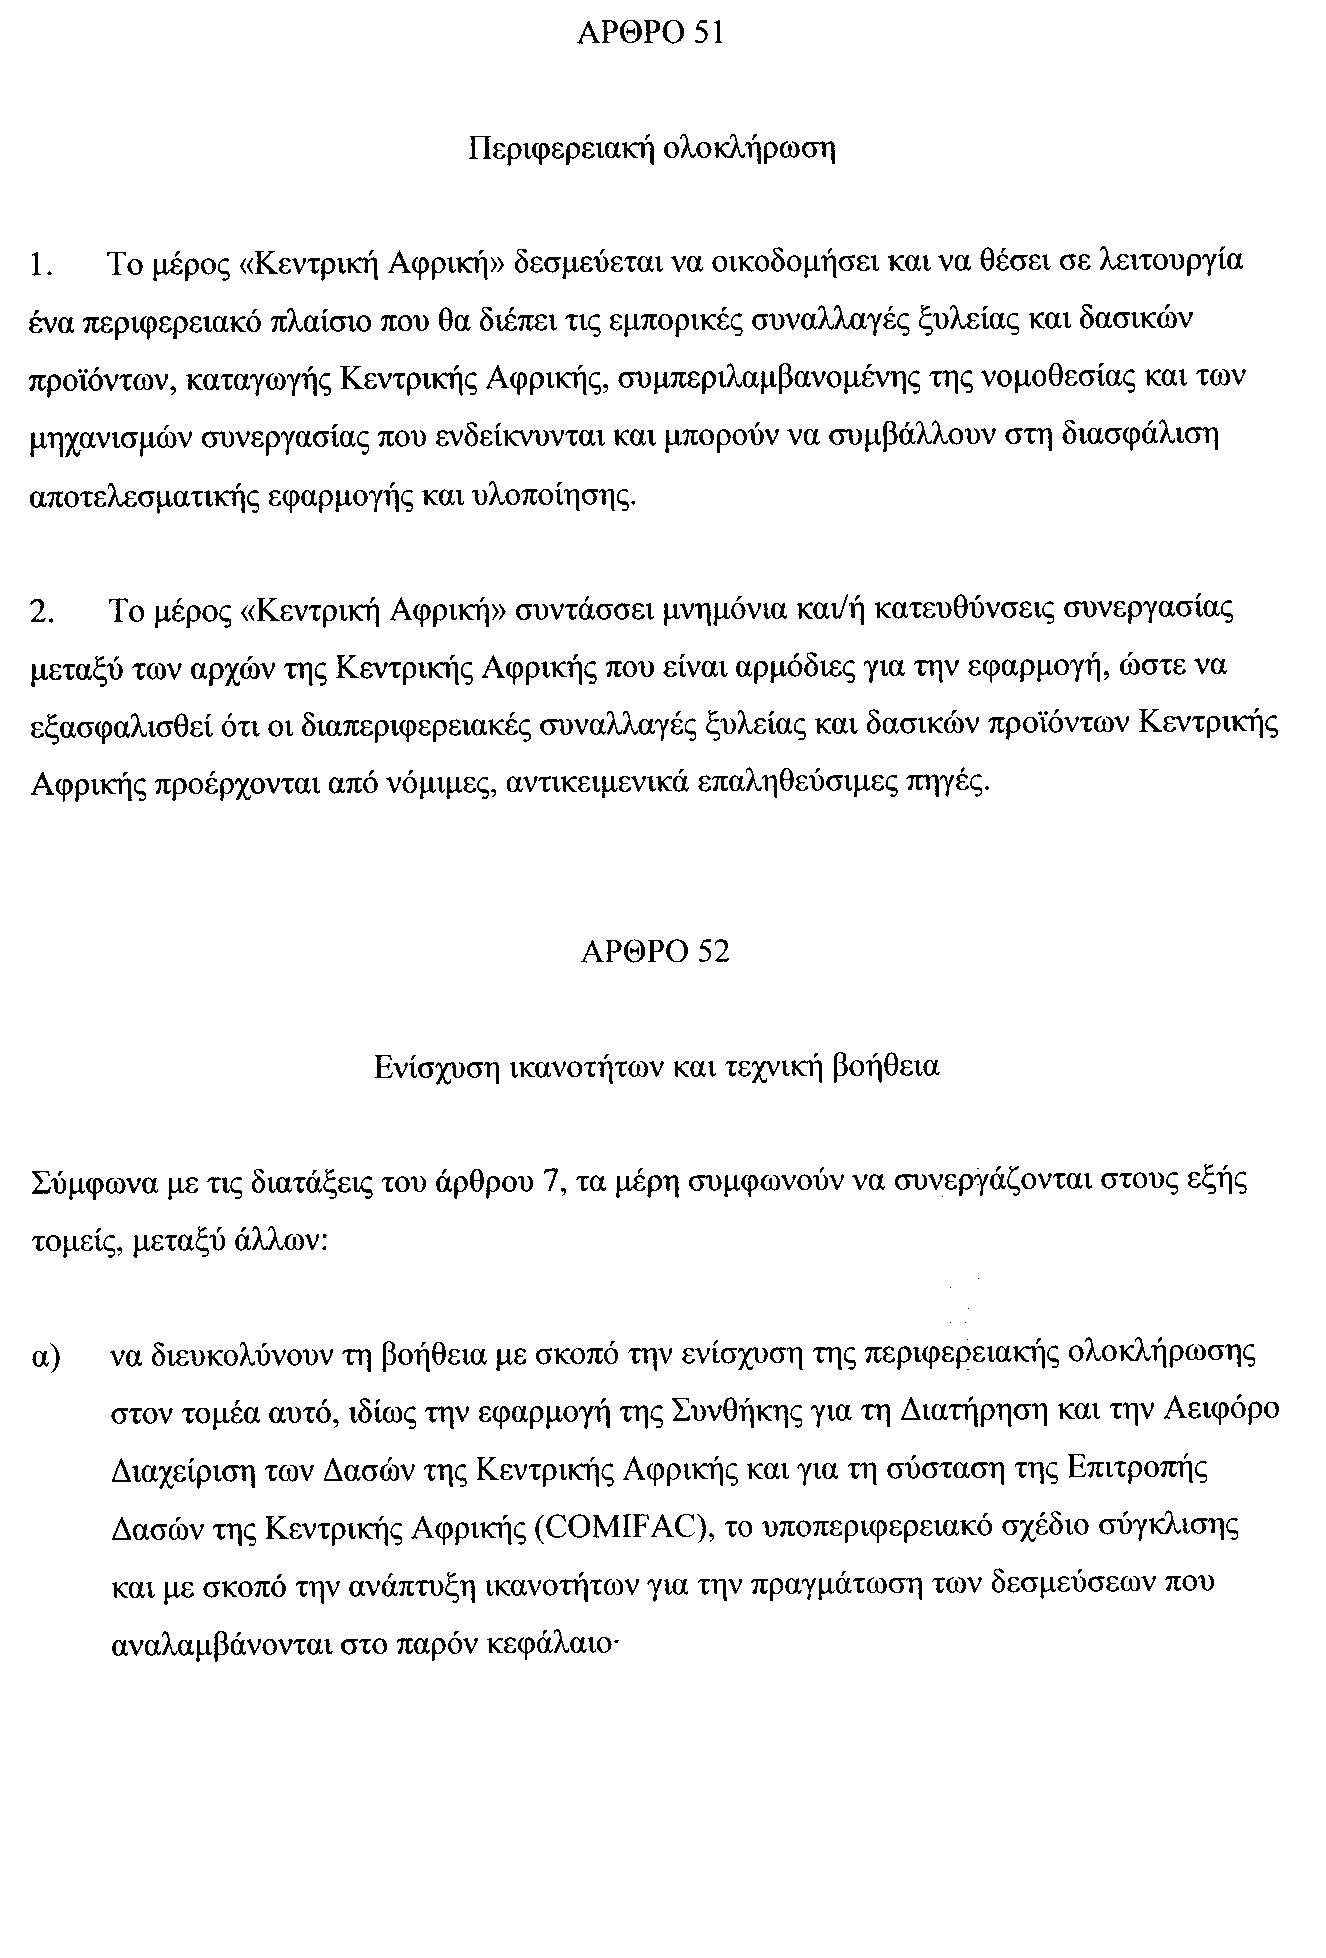 ΑΡΘΡΟ 51
Περιφερειακή ολοκλήρωση
1. Το μέρος «Κεντρική Αφρική» δεσμεύεται να οικοδομήσει και να θέσει σε λειτουργία
ένα περιφερειακό πλαίσιο που θα διέπει τις εμπορικές συναλλαγές ξυλείας και δασικών
προϊόντων, καταγωγής Κεντρικής Αφρικής, συμπεριλαμβανομένης της νομοθεσίας και των
μηχανισμών συνεργασίας που ενδείκνυνται και μπορούν να συμβάλλουν στη διασφάλιση
αποτελεσματικής εφαρμογής και υλοποίησης.
2. Το μέρος «Κεντρική Αφρική» συντάσσει μνημόνια και/ή κατευθύνσεις συνεργασίας
μεταξύ των αρχών της Κεντρικής Αφρικής που είναι αρμόδιες για την εφαρμογή, ώστε να
εξασφαλισθεί ότι οι διαπεριφερειακές συναλλαγές ξυλείας και δασικών προϊόντων Κεντρικής
Αφρικής προέρχονται από νόμιμες, αντικειμενικά επαληθεύσιμες πηγές.
ΑΡΘΡΟ 52
Ενίσχυση ικανοτήτων και τεχνική βοήθεια
Σύμφωνα με τις διατάξεις του άρθρου 7, τα μέρη συμφωνούν να συνεργάζονται στους εξής
τομείς, μεταξύ άλλων:
α) να διευκολύνουν τη βοήθεια με σκοπό την ενίσχυση της περιφερειακής ολοκλήρωσης
στον τομέα αυτό, ιδίως την εφαρμογή της Συνθήκης για τη Διατήρηση και την Αειφόρο
Διαχείριση των Δασών της Κεντρικής Αφρικής και για τη σύσταση της Επιτροπής
Δασών της Κεντρικής Αφρικής (COMIFAC), το υποπεριφερειακό σχέδιο σύγκλισης
και με σκοπό την ανάπτυξη ικανοτήτων για την πραγμάτωση των δεσμεύσεων που
αναλαμβάνονται στο παρόν κεφάλαιο·